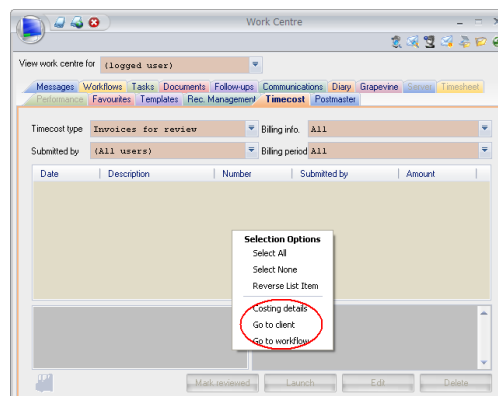 Work Centre
View work centre for (logged user)
Messages Workflows Tasks Documents Follow-ups Communications Diary Grapevine Server Timesheet
Performance Favourites Templates Rec. Management Timecost Postmaster
Timecost type Invoices for review Billing info. All
Submitted by (All users) Billing period All
Date Description Number Submitted by Amount
Selection Options
Select All
Select None
Reverse List Item
Costing details
Go to client
Go to workflow
Mark reviewed Launch Edit Delete